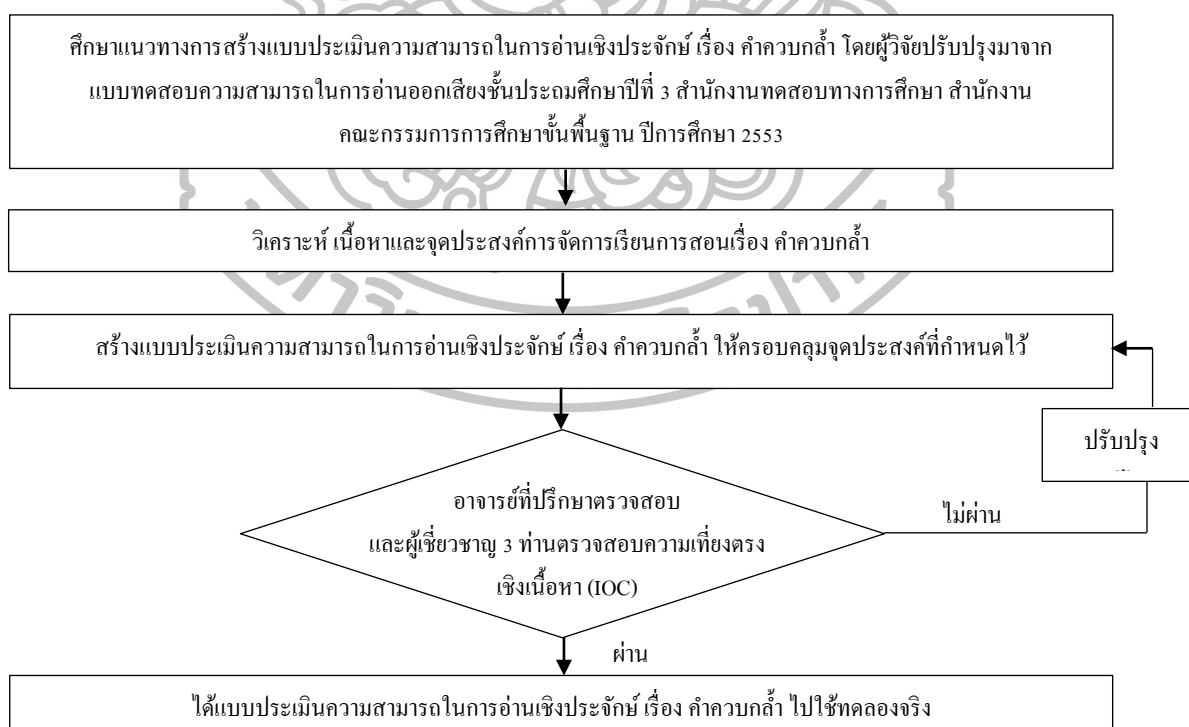 ศึกษาแนวทางการสร้างแบบประเมินความสามารถในการอ่านเชิงประจักษ์ เรื่อง คำควบกล้ำ โดยผู้วิจัยปรับปรุงมาจาก
แบบทดสอบความสามารถในการอ่านออกเสียงชั้นประถมศึกษาปีที่ 3 สำนักงานทดสอบทางการศึกษา สำนักงาน
คณะกรรมการการศึกษาขั้นพื้นฐาน ปีการศึกษา 2553
วิเคราะห์ เนื้อหาและจุดประสงค์การจัดการเรียนการสอนเรื่อง คำควบกล้ำ
สร้างแบบประเมินความสามารถในการอ่านเชิงประจักษ์ เรื่อง คำควบกล้ำ ให้ครอบคลุมจุดประสงค์ที่กำหนดไว้
ปรับปรุง
อาจารย์ที่ปรึกษาตรวจสอบ
และผู้เชี่ยวชาญ 3 ท่านตรวจสอบความเที่ยงตรง
เชิงเนื้อหา (IOC)
ไม่ผ่าน
ผ่าน
ได้แบบประเมินความสามารถในการอ่านเชิงประจักษ์ เรื่อง คำควบกล้ำ ไปใช้ทดลองจริง